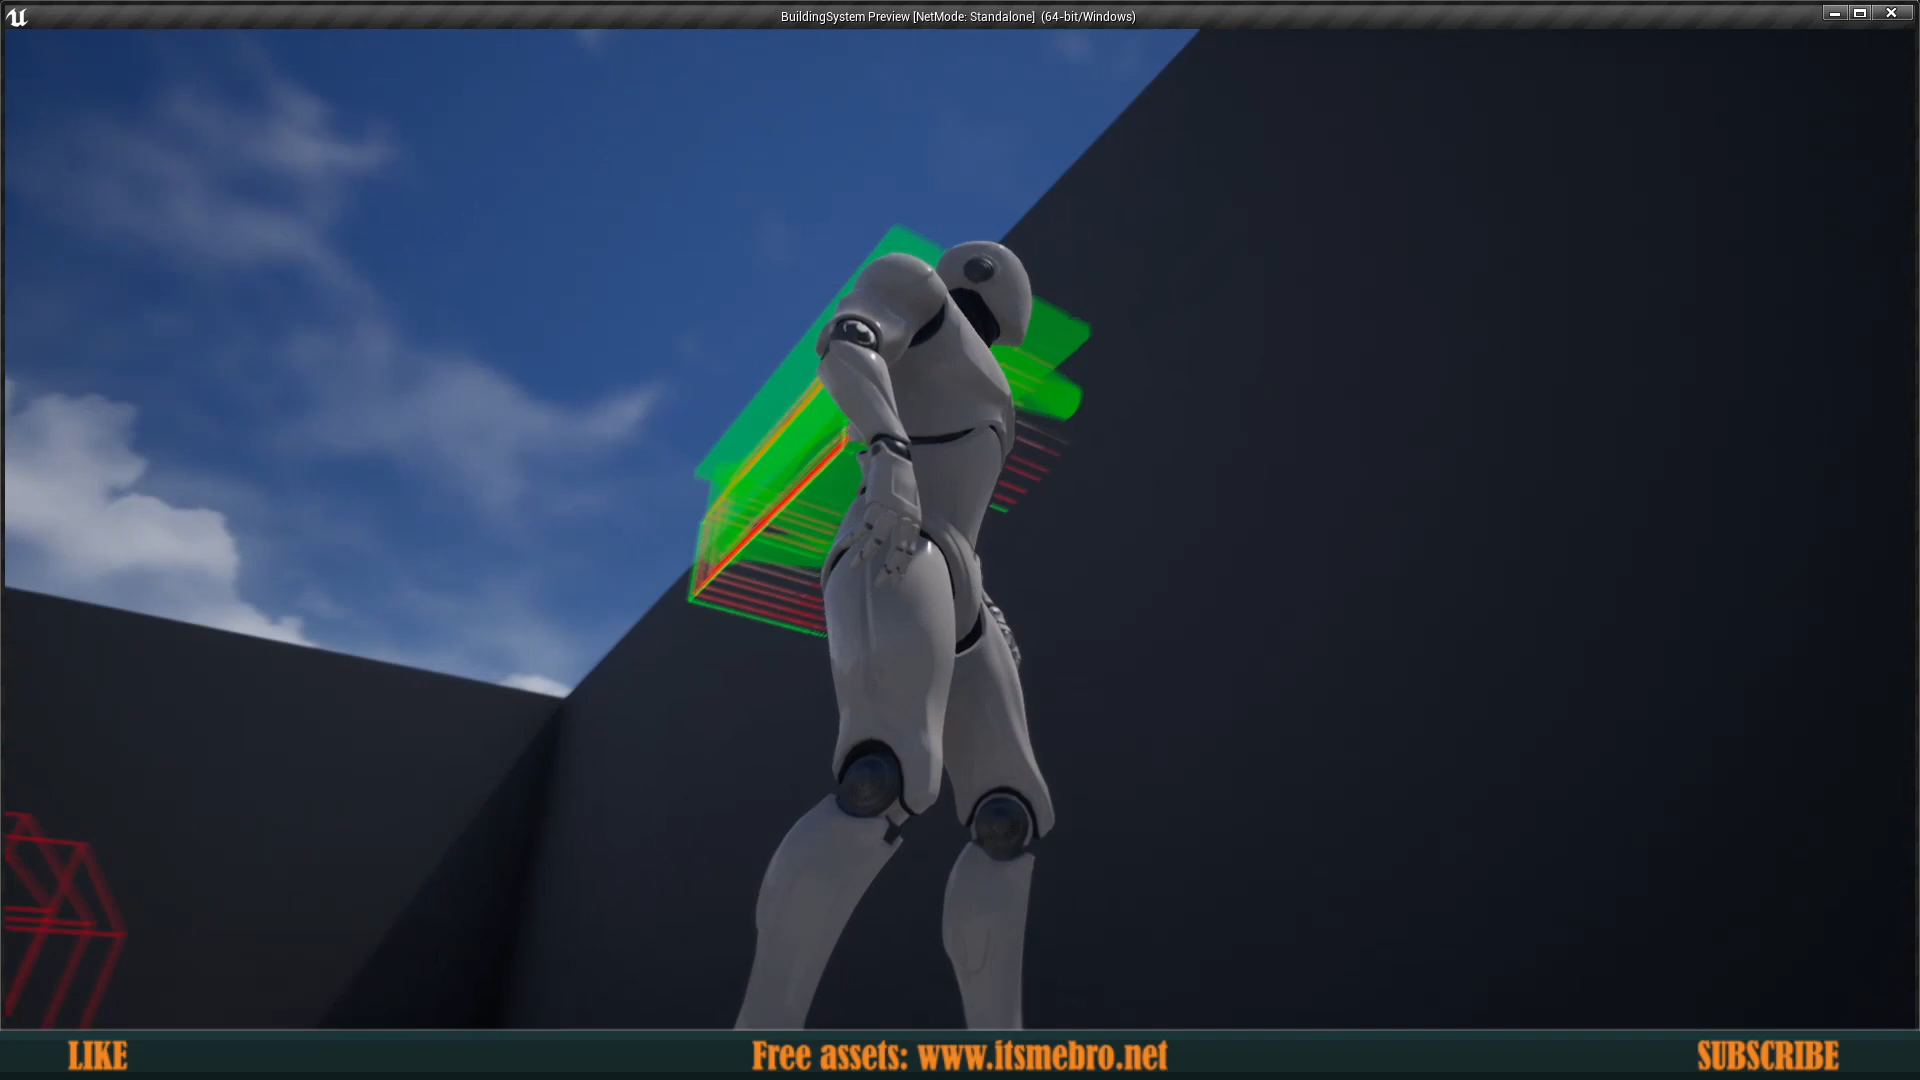 BuildingSystem Preview [NetMode: Standalone] (64-bit/Windows)
LIKE
Free assets: www.itsmebro.net
SUBSCRIBE